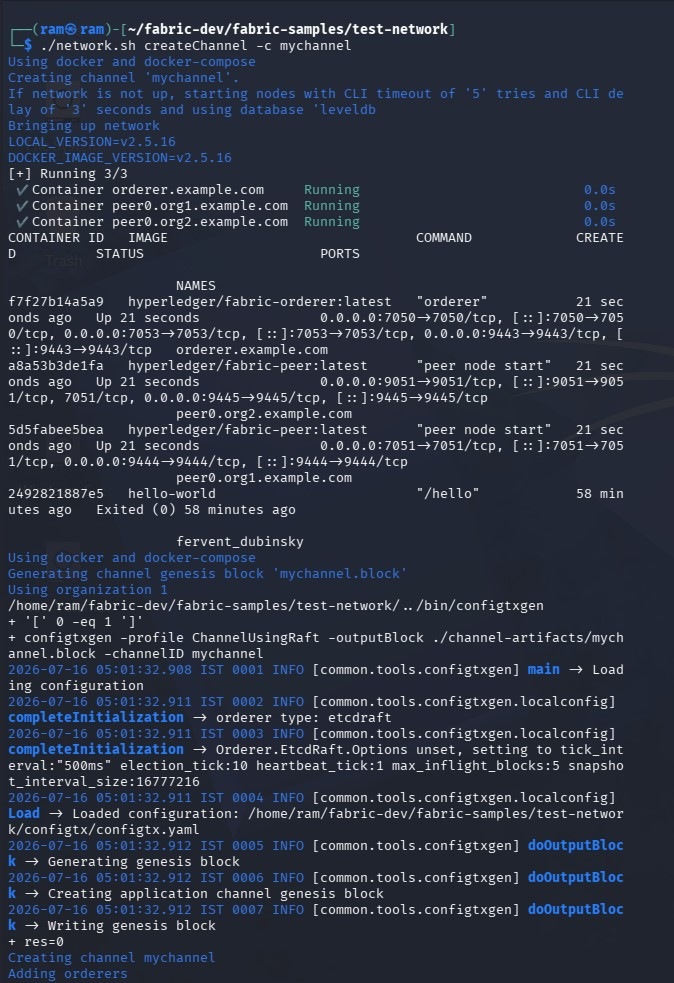 ┌──(ram㉿ram)-[~/fabric-dev/fabric-samples/test-network]
└─$ ./network.sh createChannel -c mychannel
Using docker and docker-compose
Creating channel 'mychannel'.
If network is not up, starting nodes with CLI timeout of '5' tries and CLI de
lay of '3' seconds and using database 'leveldb
Bringing up network
LOCAL_VERSION=v2.5.16
DOCKER_IMAGE_VERSION=v2.5.16
[+] Running 3/3
✔ Container orderer.example.com Running 0.0s
✔ Container peer0.org1.example.com Running 0.0s
✔ Container peer0.org2.example.com Running 0.0s
CONTAINER ID IMAGE COMMAND CREATE
D STATUS PORTS
Trash
NAMES
f7f27b14a5a9 hyperledger/fabric-orderer:latest "orderer" 21 sec
onds ago Up 21 seconds 0.0.0.0:7050→7050/tcp, [::]:7050→705
0/tcp, 0.0.0.0:7053→7053/tcp, [::]:7053→7053/tcp, 0.0.0.0:9443→9443/tcp, [
::]:9443→9443/tcp orderer.example.com
a8a53b3de1fa hyperledger/fabric-peer:latest "peer node start" 21 sec
onds ago Up 21 seconds 0.0.0.0:9051→9051/tcp, [::]:9051→905
1/tcp, 7051/tcp, 0.0.0.0:9445→9445/tcp, [::]:9445→9445/tcp
peer0.org2.example.com
5d5fabee5bea hyperledger/fabric-peer:latest "peer node start" 21 sec
onds ago Up 21 seconds 0.0.0.0:7051→7051/tcp, [::]:7051→705
1/tcp, 0.0.0.0:9444→9444/tcp, [::]:9444→9444/tcp
peer0.org1.example.com
2492821887e5 hello-world "/hello" 58 min
utes ago Exited (0) 58 minutes ago
fervent_dubinsky
Using docker and docker-compose
Generating channel genesis block 'mychannel.block'
Using organization 1
/home/ram/fabric-dev/fabric-samples/test-network/../bin/configtxgen
+ '[' 0 -eq 1 ']'
+ configtxgen -profile ChannelUsingRaft -outputBlock ./channel-artifacts/mych
annel.block -channelID mychannel
2026-07-16 05:01:32.908 IST 0001 INFO [common.tools.configtxgen] main → Load
ing configuration
2026-07-16 05:01:32.911 IST 0002 INFO [common.tools.configtxgen.localconfig]
completeInitialization → orderer type: etcdraft
2026-07-16 05:01:32.911 IST 0003 INFO [common.tools.configtxgen.localconfig]
completeInitialization → Orderer.EtcdRaft.Options unset, setting to tick_int
erval:"500ms" election_tick:10 heartbeat_tick:1 max_inflight_blocks:5 snapsho
t_interval_size:16777216
2026-07-16 05:01:32.911 IST 0004 INFO [common.tools.configtxgen.localconfig]
Load → Loaded configuration: /home/ram/fabric-dev/fabric-samples/test-networ
k/configtx/configtx.yaml
2026-07-16 05:01:32.912 IST 0005 INFO [common.tools.configtxgen] doOutputBloc
k → Generating genesis block
2026-07-16 05:01:32.912 IST 0006 INFO [common.tools.configtxgen] doOutputBloc
k → Creating application channel genesis block
2026-07-16 05:01:32.912 IST 0007 INFO [common.tools.configtxgen] doOutputBloc
k → Writing genesis block
+ res=0
Creating channel mychannel
Adding orderers